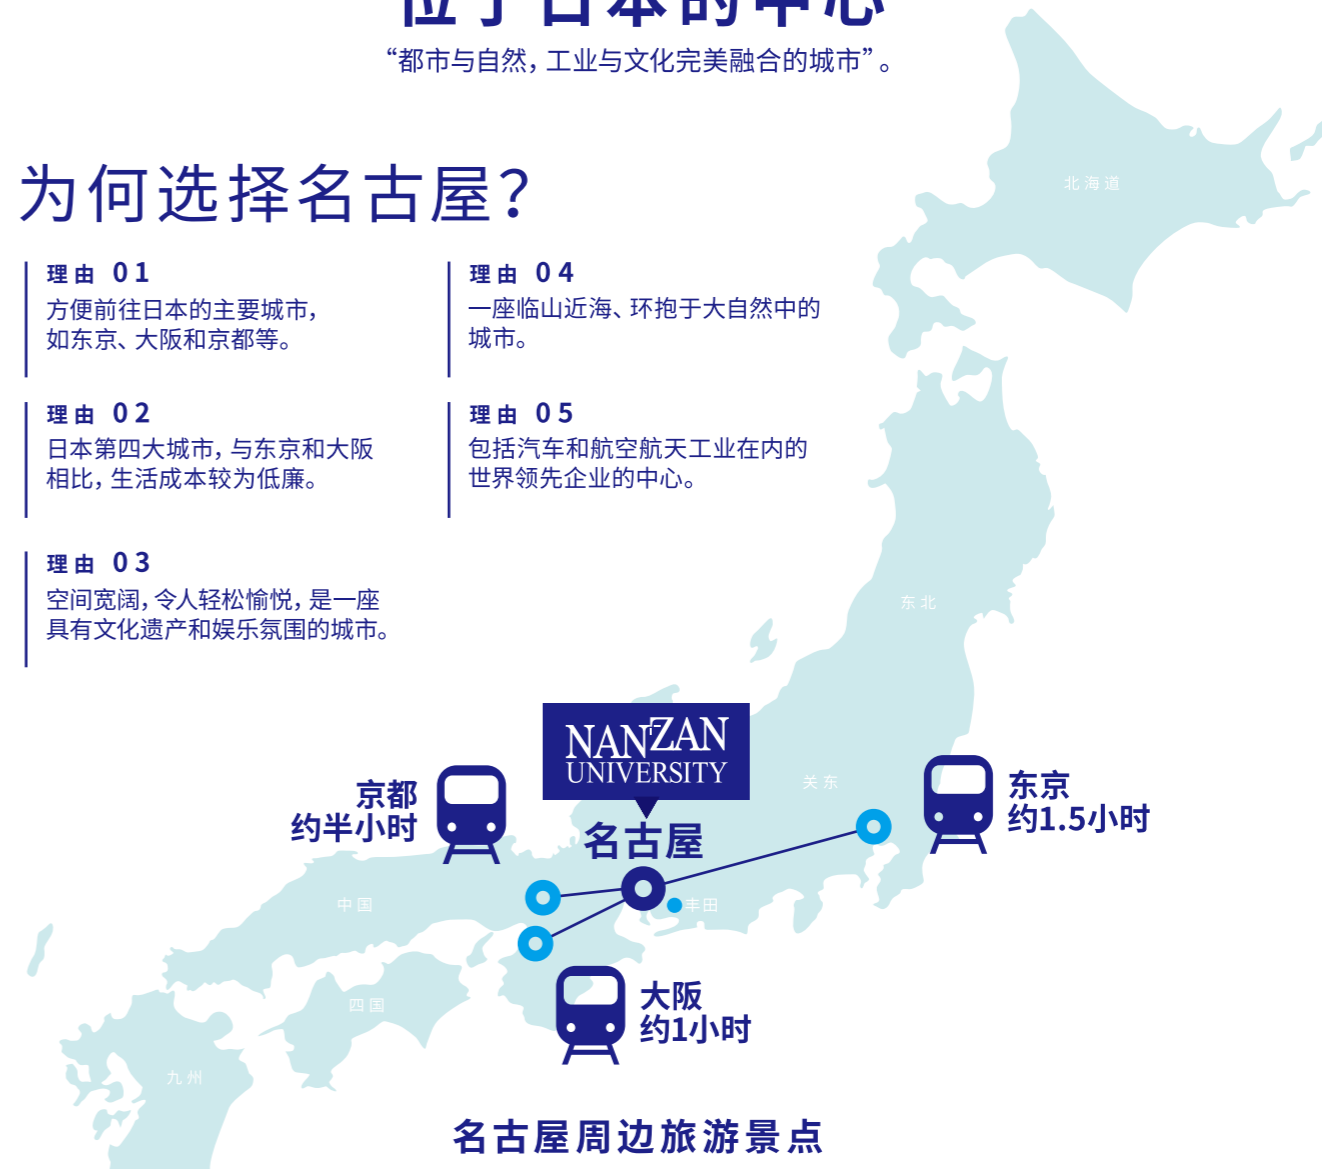 位于日本的中心
“都市与自然，工业与文化完美融合的城市”。
为何选择名古屋？
理由 01
方便前往日本的主要城市，
如东京、大阪和京都等。
理由 02
日本第四大城市，与东京和大阪
相比，生活成本较为低廉。
理由 03
空间宽阔，令人轻松愉悦，是一座
具有文化遗产和娱乐氛围的城市。
理由 04
一座临山近海、环抱于大自然中的
城市。
理由 05
包括汽车和航空航天工业在内的
世界领先企业的中心。
北海道
东北
关东
NANZAN
UNIVERSITY
名古屋
京都
约半小时
东京
约1.5小时
丰田
中国
大阪
约1小时
四国
九州
名古屋周边旅游景点